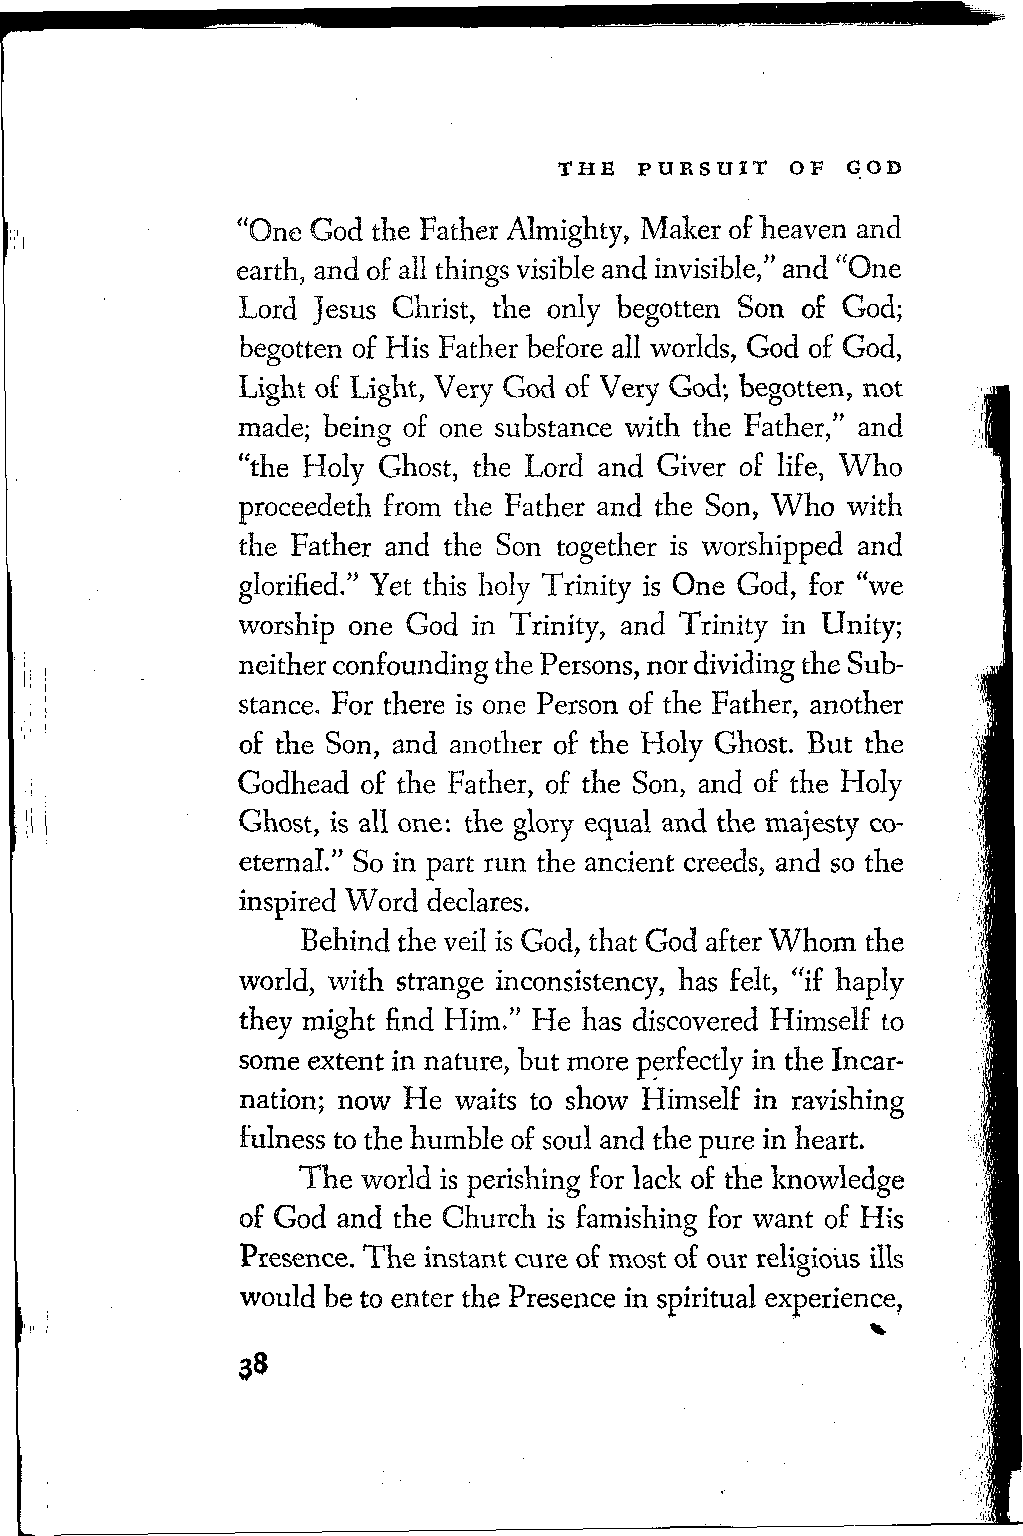 THE PURSUIT OF GOD
“One God the Father Almighty, Maker of heaven and
earth, and of all things visible and invisible,” and “One
Lord Jesus Christ, the only begotten Son of God;
begotten of His Father before all worlds, God of God,
Light of Light, Very God of Very God; begotten, not
made; being of one substance with the Father,” and
“the Holy Ghost, the Lord and Giver of life, Who
proceedeth from the Father and the Son, Who with
the Father and the Son together is worshipped and
glorified.” Yet this holy Trinity is One God, for “we
worship one God in Trinity, and Trinity in Unity;
neither confounding the Persons, nor dividing the Sub-
stance. For there is one Person of the Father, another
of the Son, and another of the Holy Ghost. But the
Godhead of the Father, of the Son, and of the Holy
Ghost, is all one: the glory equal and the majesty co-
eternal.” So in part run the ancient creeds, and so the
inspired Word declares.
Behind the veil is God, that God after Whom the
world, with strange inconsistency, has felt, “if haply
they might find Him.” He has discovered Himself to
some extent in nature, but more perfectly in the Incar-
nation; now He waits to show Himself in ravishing
fulness to the humble of soul and the pure in heart.
The world is perishing for lack of the knowledge
of God and the Church is famishing for want of His
Presence. The instant cure of most of our religious ills
would be to enter the Presence in spiritual experience,
38